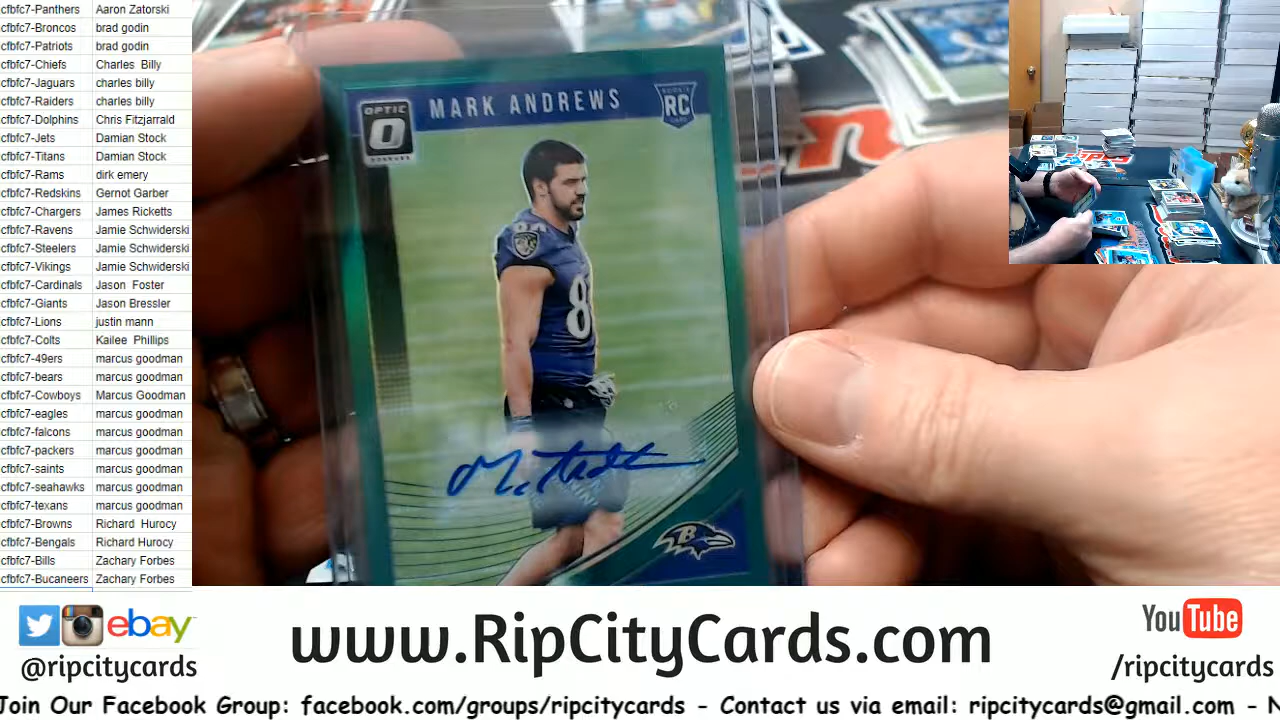 cfbfc7-Panthers Aaron Zatorski
cfbfc7-Broncos brad godin
cfbfc7-Patriots brad godin
cfbfc7-Chiefs Charles Billy
cfbfc7-Jaguars charles billy
cfbfc7-Raiders charles billy
cfbfc7-Dolphins Chris Fitzjarrald
cfbfc7-Jets Damian Stock
cfbfc7-Titans Damian Stock
cfbfc7-Rams dirk emery
cfbfc7-Redskins Gernot Garber
cfbfc7-Chargers James Ricketts
cfbfc7-Ravens Jamie Schwiderski
cfbfc7-Steelers Jamie Schwiderski
cfbfc7-Vikings Jamie Schwiderski
cfbfc7-Cardinals Jason Foster
cfbfc7-Giants Jason Bressler
cfbfc7-Lions justin mann
cfbfc7-Colts Kailee Phillips
cfbfc7-49ers marcus goodman
cfbfc7-bears marcus goodman
cfbfc7-Cowboys Marcus Goodman
cfbfc7-eagles marcus goodman
cfbfc7-falcons marcus goodman
cfbfc7-packers marcus goodman
cfbfc7-saints marcus goodman
cfbfc7-seahawks marcus goodman
cfbfc7-texans marcus goodman
cfbfc7-Browns Richard Hurocy
cfbfc7-Bengals Richard Hurocy
cfbfc7-Bills Zachary Forbes
cfbfc7-Bucaneers Zachary Forbes
OPTIC
O
MARK ANDREWS
ROOKIE
RC
CARD
8
B
ebay
@ripcitycards
www.RipCityCards.com
YouTube
/ripcitycards
Join Our Facebook Group: facebook.com/groups/ripcitycards - Contact us via email: ripcitycards@gmail.com - N